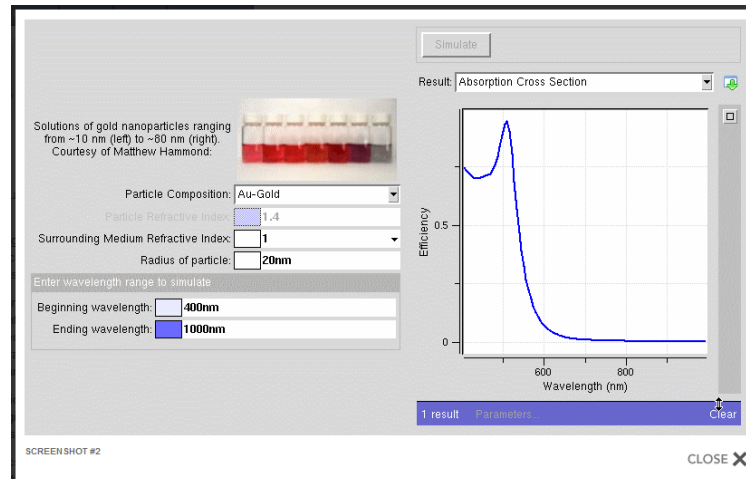 Simulate
Result: Absorption Cross Section
Solutions of gold nanoparticles ranging
from ~10 nm (left) to ~80 nm (right).
Courtesy of Matthew Hammond:
Particle Composition: Au-Gold
Particle Refractive Index: 1.4
Surrounding Medium Refractive Index: 1
Radius of particle: 20nm
Enter wavelength range to simulate
Beginning wavelength: 400nm
Ending wavelength: 1000nm
Efficiency
0.5
0
600 800
Wavelength (nm)
1 result Parameters... Clear
SCREENSHOT #2
CLOSE